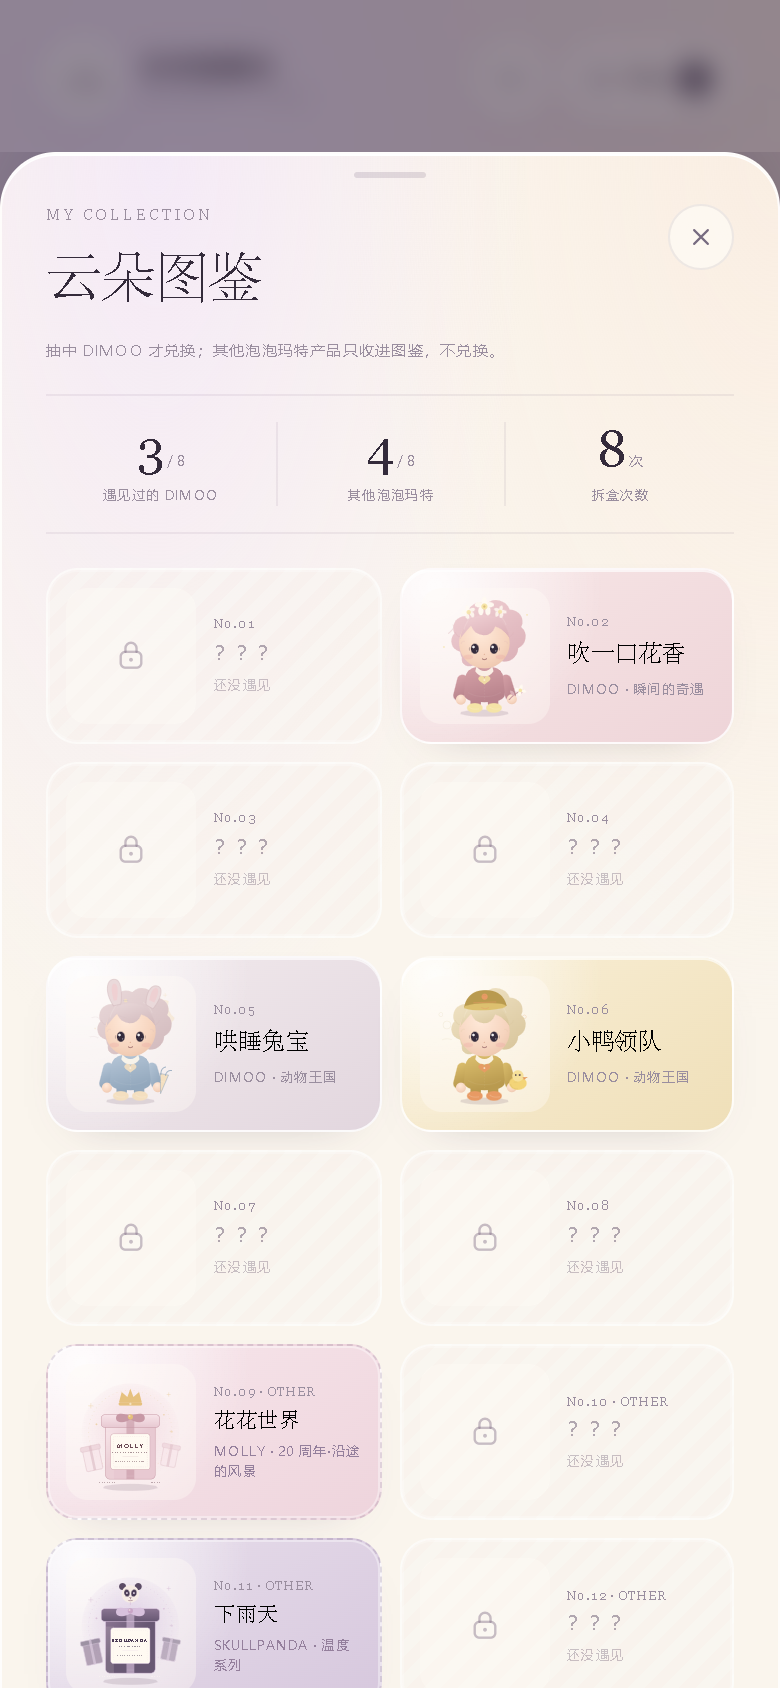 MY COLLECTION
云朵图鉴
抽中 DIMOO 才兑换；其他泡泡玛特产品只收进图鉴，不兑换。
3 / 8
遇见过的 DIMOO
4 / 8
其他泡泡玛特
8 次
拆盒次数
No.01
？？？
还没遇见
No.02
吹一口花香
DIMOO · 瞬间的奇遇
No.03
？？？
还没遇见
No.04
？？？
还没遇见
No.05
哄睡兔宝
DIMOO · 动物王国
No.06
小鸭领队
DIMOO · 动物王国
No.07
？？？
还没遇见
No.08
？？？
还没遇见
MOLLY
No.09 · OTHER
花花世界
MOLLY · 20 周年·沿途
的风景
No.10 · OTHER
？？？
还没遇见
SKULLPANDA
No.11 · OTHER
下雨天
SKULLPANDA · 温度
系列
No.12 · OTHER
？？？
还没遇见